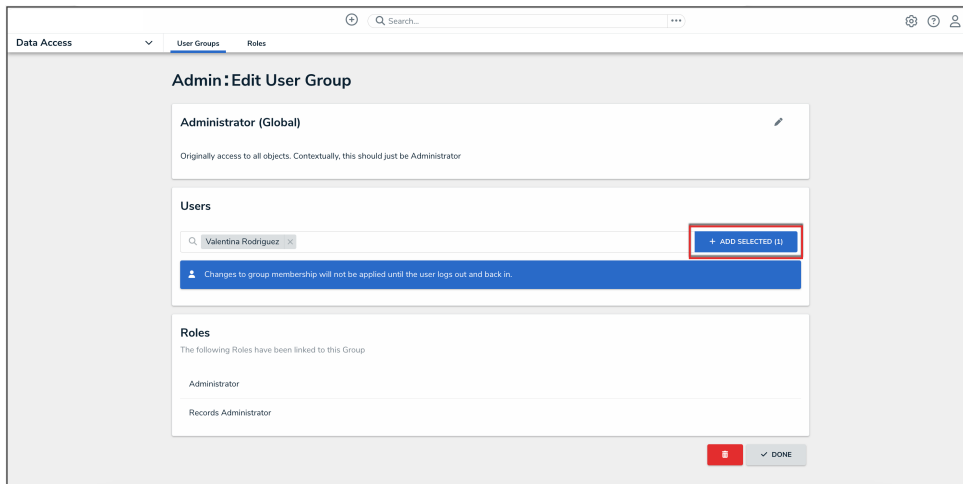 Search...
Data Access
User Groups
Roles
Admin:Edit User Group
Administrator (Global)
Originally access to all objects. Contextually, this should just be Administrator
Users
Valentina Rodriguez
+ ADD SELECTED (1)
Changes to group membership will not be applied until the user logs out and back in.
Roles
The following Roles have been linked to this Group
Administrator
Records Administrator
DONE